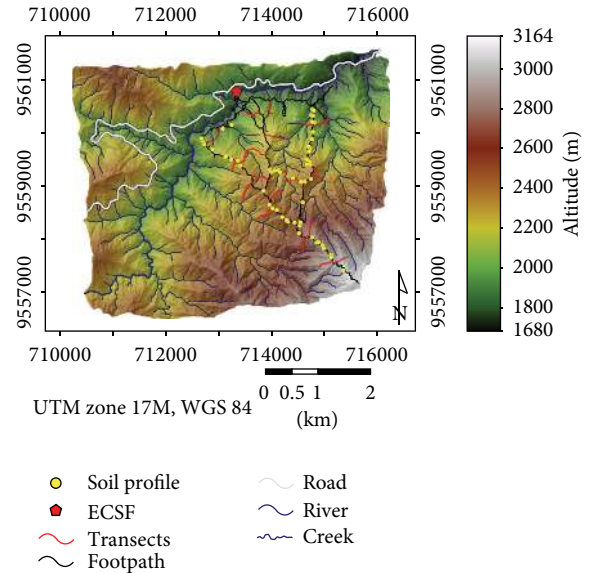 710000 712000 714000 716000
9561000
9559000
9557000
9561000
9559000
9557000
N
710000 712000 714000 716000
3164
3000
2800
2600
2400
2200
2000
1800
1680
Altitude (m)
0 0.5 1 2
(km)
UTM zone 17M, WGS 84
Soil profile
ECSF
Transects
Footpath
Road
River
Creek